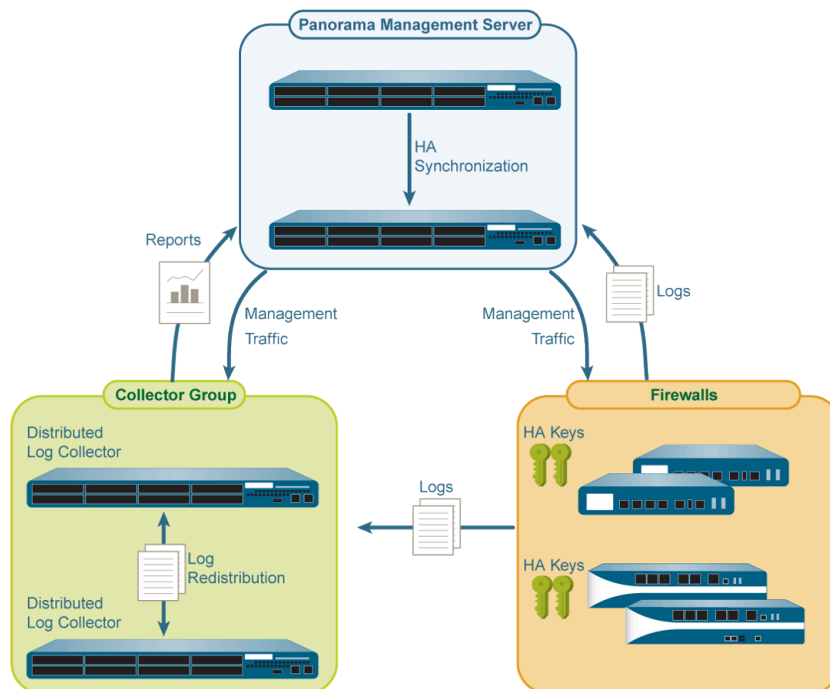 Panorama Management Server
HA
Synchronization
Reports
Logs
Management
Traffic
Management
Traffic
Collector Group
Firewalls
Distributed
Log Collector
HA Keys
Logs
Log
Redistribution
HA Keys
Distributed
Log Collector